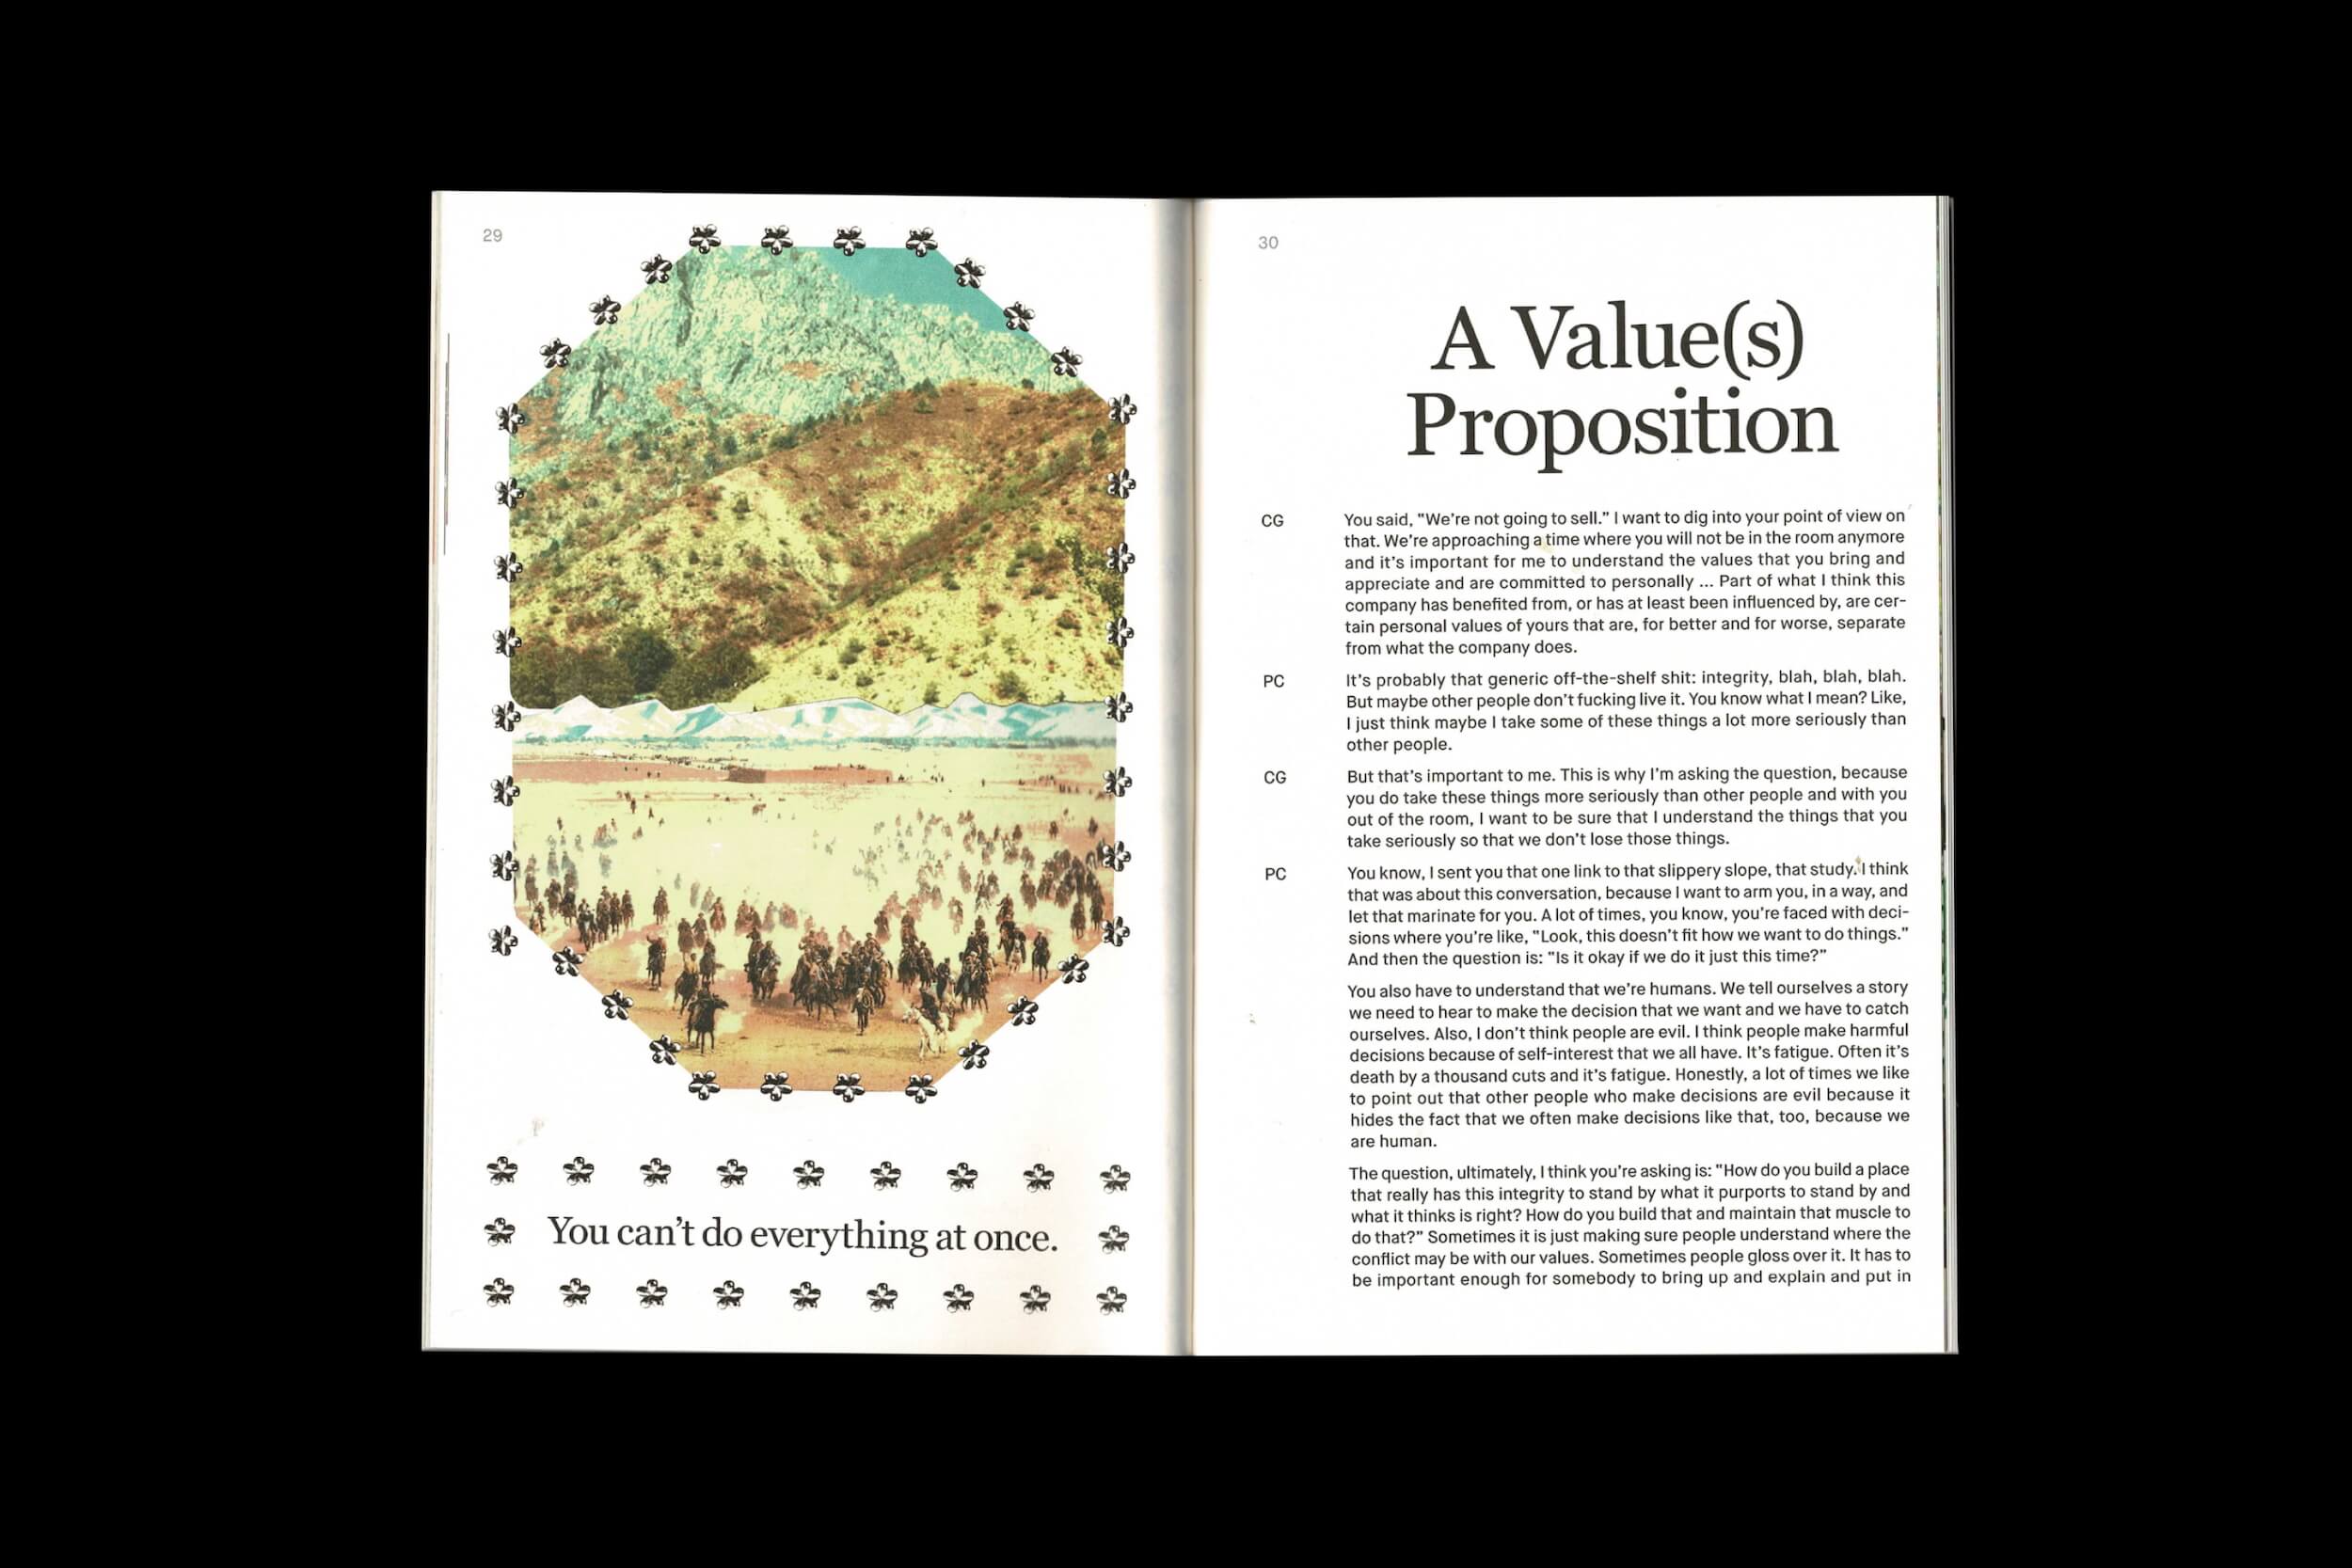 29
You can't do everything at once.
30
A Value(s)
Proposition
CG
You said, “We're not going to sell.” I want to dig into your point of view on
that. We're approaching a time where you will not be in the room anymore
and it's important for me to understand the values that you bring and
appreciate and are committed to personally ... Part of what I think this
company has benefited from, or has at least been influenced by, are cer-
tain personal values of yours that are, for better and for worse, separate
from what the company does.
PC
It's probably that generic off-the-shelf shit: integrity, blah, blah, blah.
But maybe other people don't fucking live it. You know what I mean? Like,
I just think maybe I take some of these things a lot more seriously than
other people.
CG
But that's important to me. This is why I'm asking the question, because
you do take these things more seriously than other people and with you
out of the room, I want to be sure that I understand the things that you
take seriously so that we don't lose those things.
PC
You know, I sent you that one link to that slippery slope, that study. I think
that was about this conversation, because I want to arm you, in a way, and
let that marinate for you. A lot of times, you know, you're faced with deci-
sions where you're like, “Look, this doesn't fit how we want to do things.”
And then the question is: “Is it okay if we do it just this time?”
You also have to understand that we're humans. We tell ourselves a story
we need to hear to make the decision that we want and we have to catch
ourselves. Also, I don't think people are evil. I think people make harmful
decisions because of self-interest that we all have. It's fatigue. Often it's
death by a thousand cuts and it's fatigue. Honestly, a lot of times we like
to point out that other people who make decisions are evil because it
hides the fact that we often make decisions like that, too, because we
are human.
The question, ultimately, I think you're asking is: “How do you build a place
that really has this integrity to stand by what it purports to stand by and
what it thinks is right? How do you build that and maintain that muscle to
do that?” Sometimes it is just making sure people understand where the
conflict may be with our values. Sometimes people gloss over it. It has to
be important enough for somebody to bring up and explain and put in